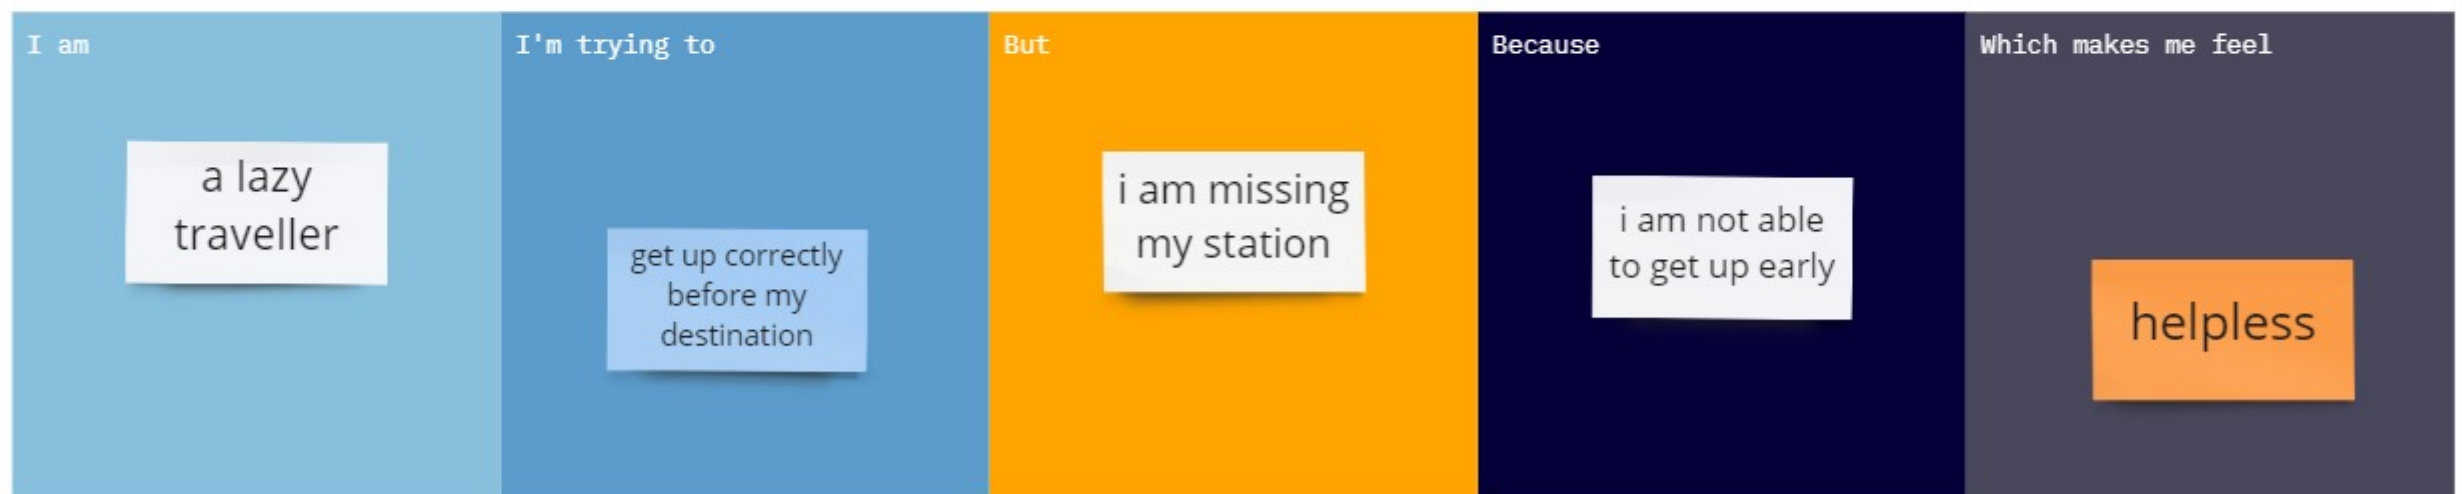 I am
a lazy
traveller
I'm trying to
get up correctly
before my
destination
But
i am missing
my station
Because
i am not able
to get up early
Which makes me feel
helpless